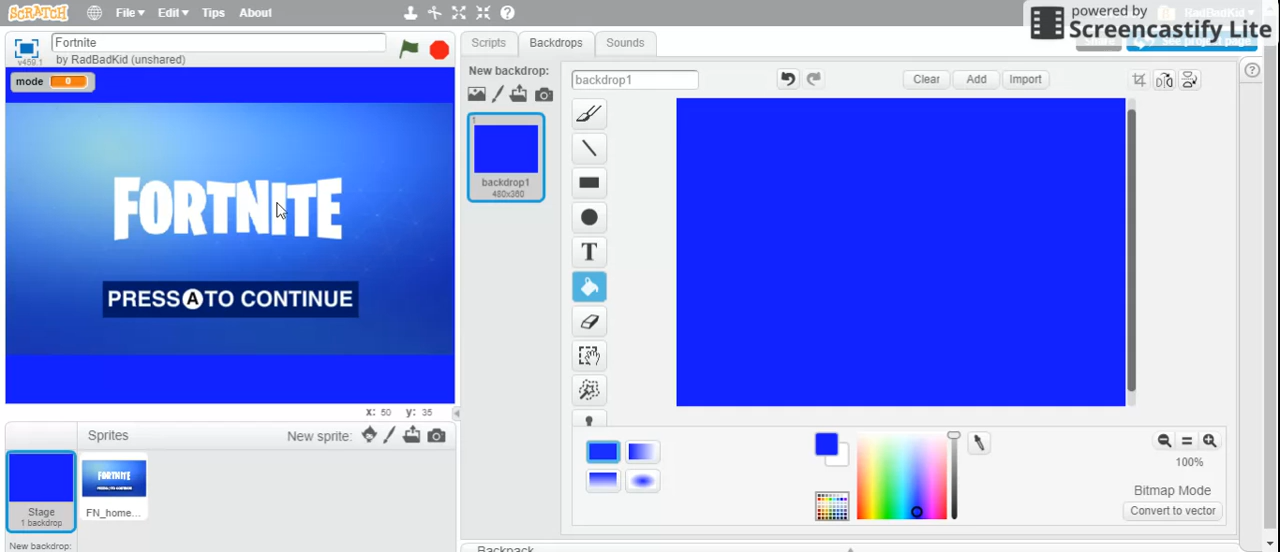 SCRATCH File Edit Tips About
powered by
Screencastify Lite
RadBadKid
v459.1
Fortnite
by RadBadKid (unshared)
Scripts Backdrops Sounds
mode 0
New backdrop:
backdrop1
Clear Add Import
1
backdrop1
480x360
T
FORTNITE
PRESS A TO CONTINUE
x: 50 y: 35
Sprites New sprite:
Stage
1 backdrop
New backdrop:
FORTNITE
FN_home...
100%
Bitmap Mode
Convert to vector
Backpack